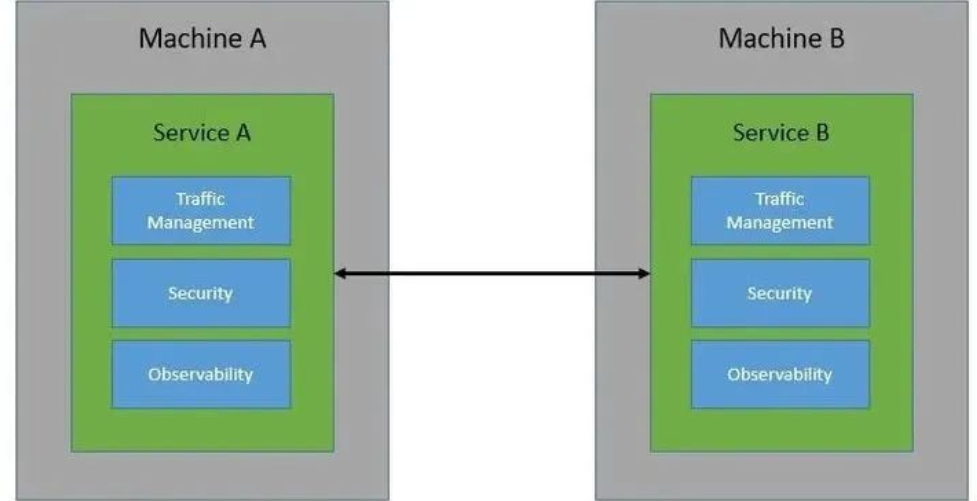 Machine A
Service A
Traffic
Management
Security
Observability
Machine B
Service B
Traffic
Management
Security
Observability